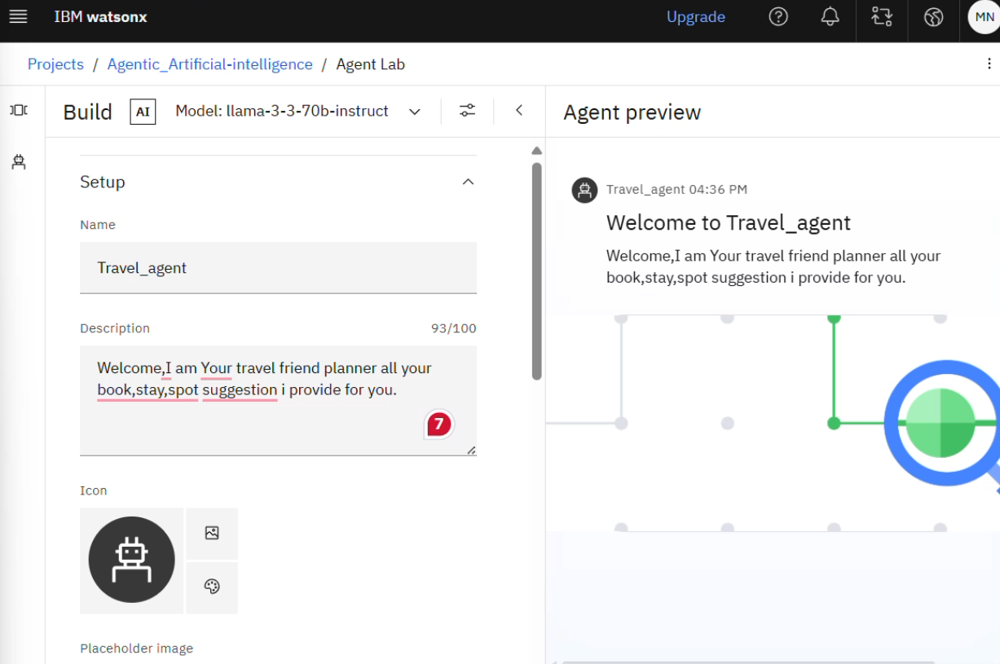 IBM watsonx
Upgrade
MN
Projects / Agentic_Artificial-intelligence / Agent Lab
Build
AI
Model: llama-3-3-70b-instruct
Agent preview
Setup
Name
Travel_agent
Description
93/100
Welcome,I am Your travel friend planner all your
book,stay,spot suggestion i provide for you.
7
Icon
Placeholder image
Travel_agent 04:36 PM
Welcome to Travel_agent
Welcome,I am Your travel friend planner all your
book,stay,spot suggestion i provide for you.